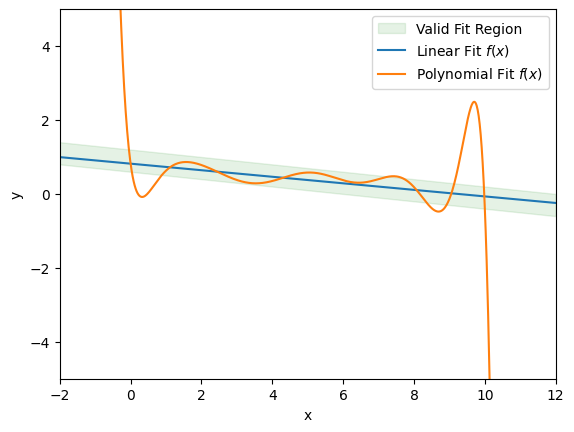 Valid Fit Region
Linear Fit f(x)
Polynomial Fit f(x)
y
4
2
0
−2
−4
−2 0 2 4 6 8 10 12
x